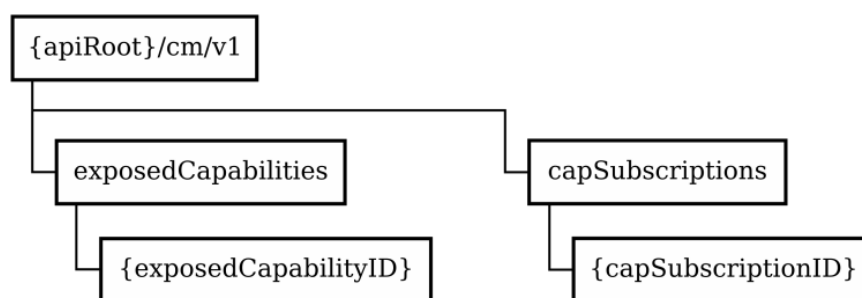 {apiRoot}/cm/v1
exposedCapabilities
capSubscriptions
{exposedCapabilityID}
{capSubscriptionID}